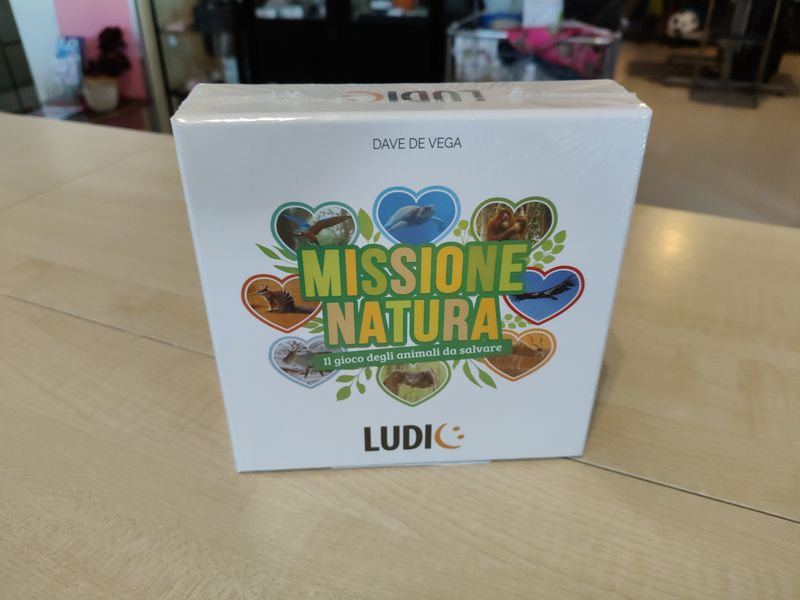 LUDIC
DAVE DE VEGA
MISSIONE
NATURA
Il gioco degli animali da salvare
LUDIC